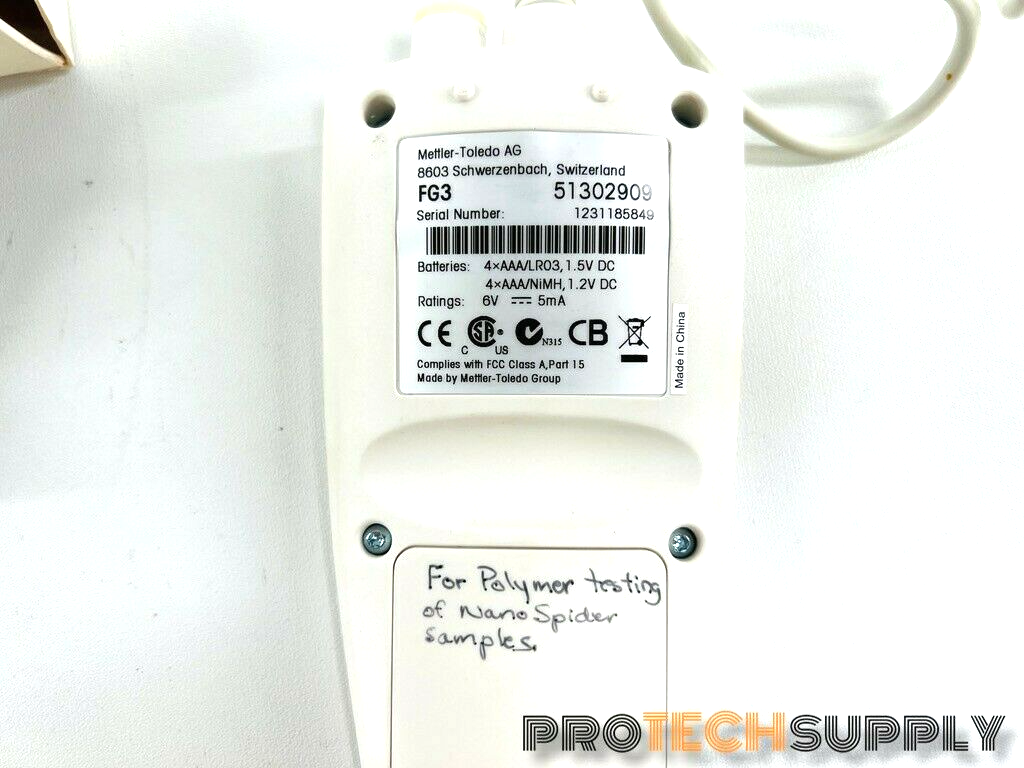 Mettler-Toledo AG
8603 Schwerzenbach, Switzerland
FG3 51302909
Serial Number: 1231185849
Batteries: 4×AAA/LR03, 1.5V DC
4×AAA/NiMH, 1.2V DC
Ratings: 6V 5mA
CE C SA US N315 CB
Complies with FCC Class A, Part 15
Made by Mettler-Toledo Group
Made in China
For Polymer testing
of NanoSpider
samples.
PROTECHSUPPLY